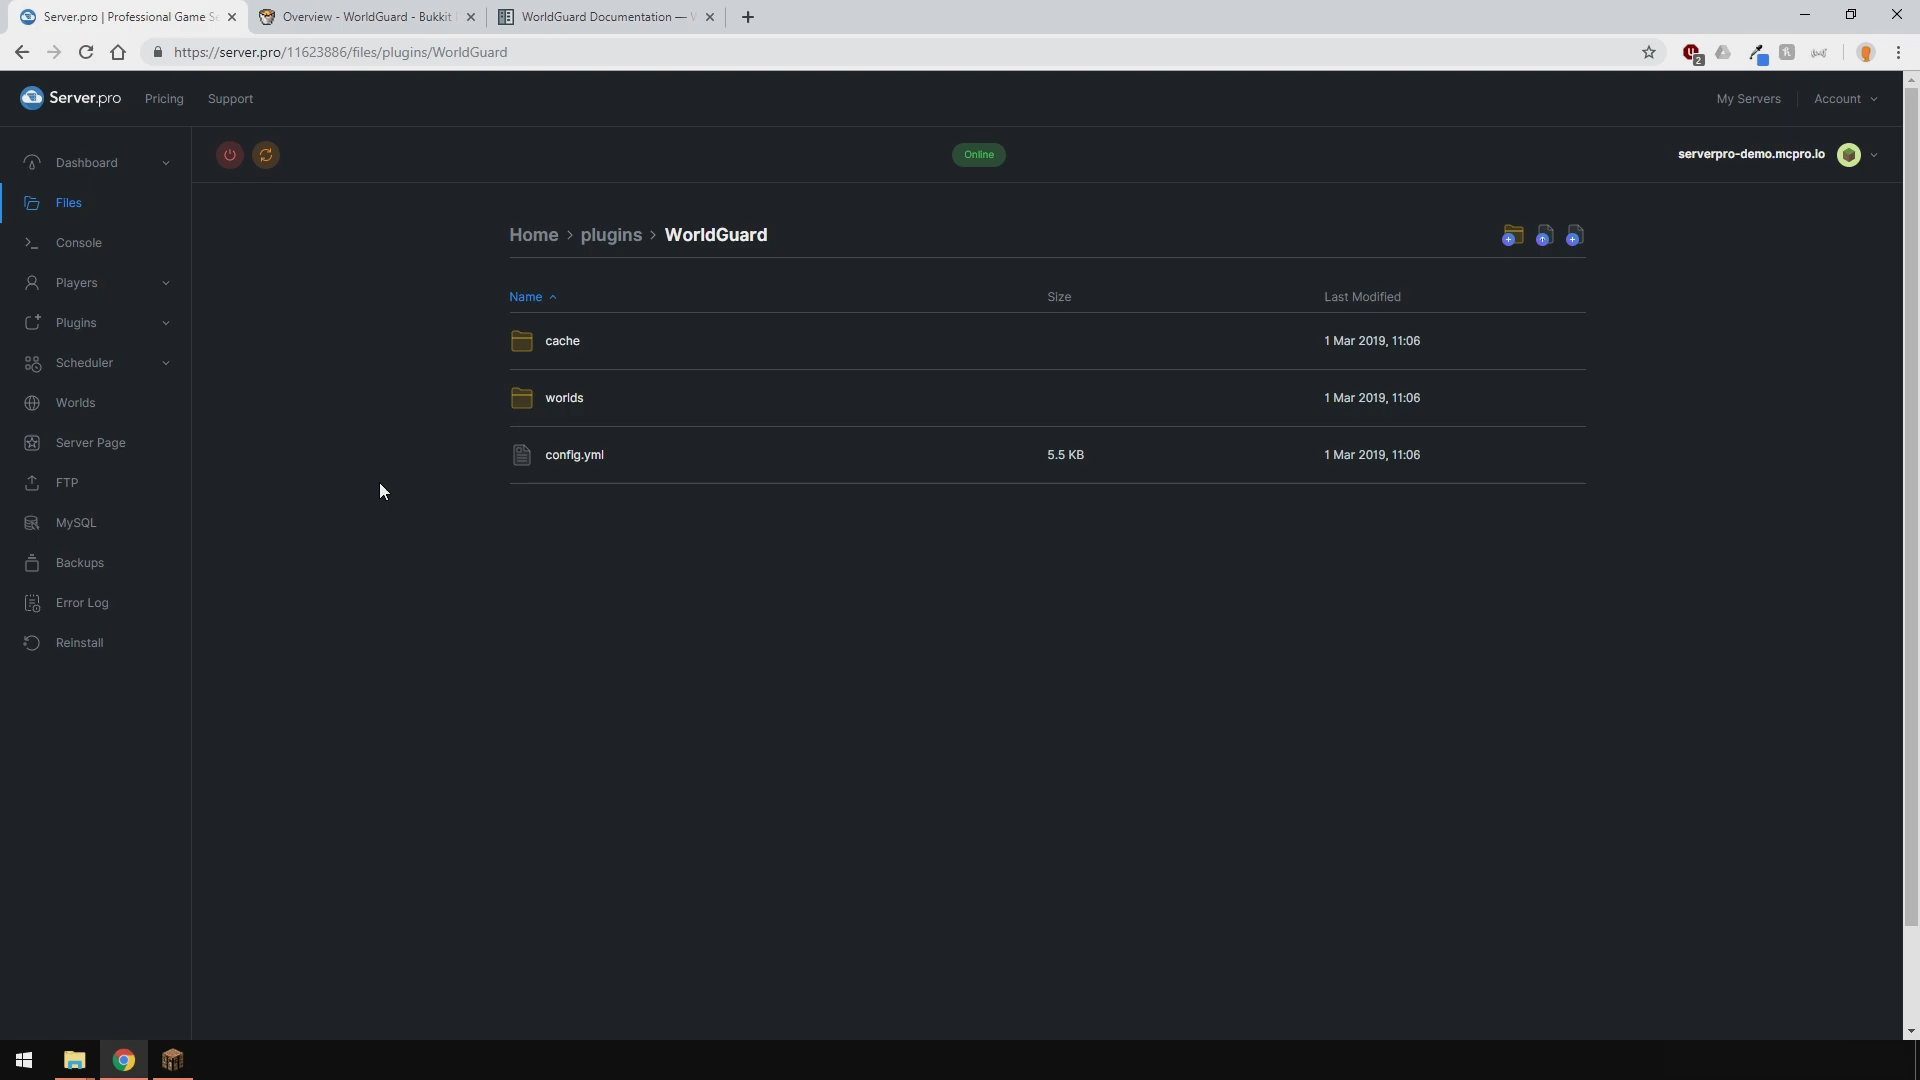 Server.pro | Professional Game Se
Overview - WorldGuard - Bukkit
WorldGuard Documentation — W
https://server.pro/11623886/files/plugins/WorldGuard
2
Server.pro
Pricing
Support
My Servers
Account
Online
serverpro-demo.mcpro.io
Dashboard
Files
Console
Players
Plugins
Scheduler
Worlds
Server Page
FTP
MySQL
Backups
Error Log
Reinstall
Home > plugins > WorldGuard
Name Size Last Modified
cache 1 Mar 2019, 11:06
worlds 1 Mar 2019, 11:06
config.yml 5.5 KB 1 Mar 2019, 11:06